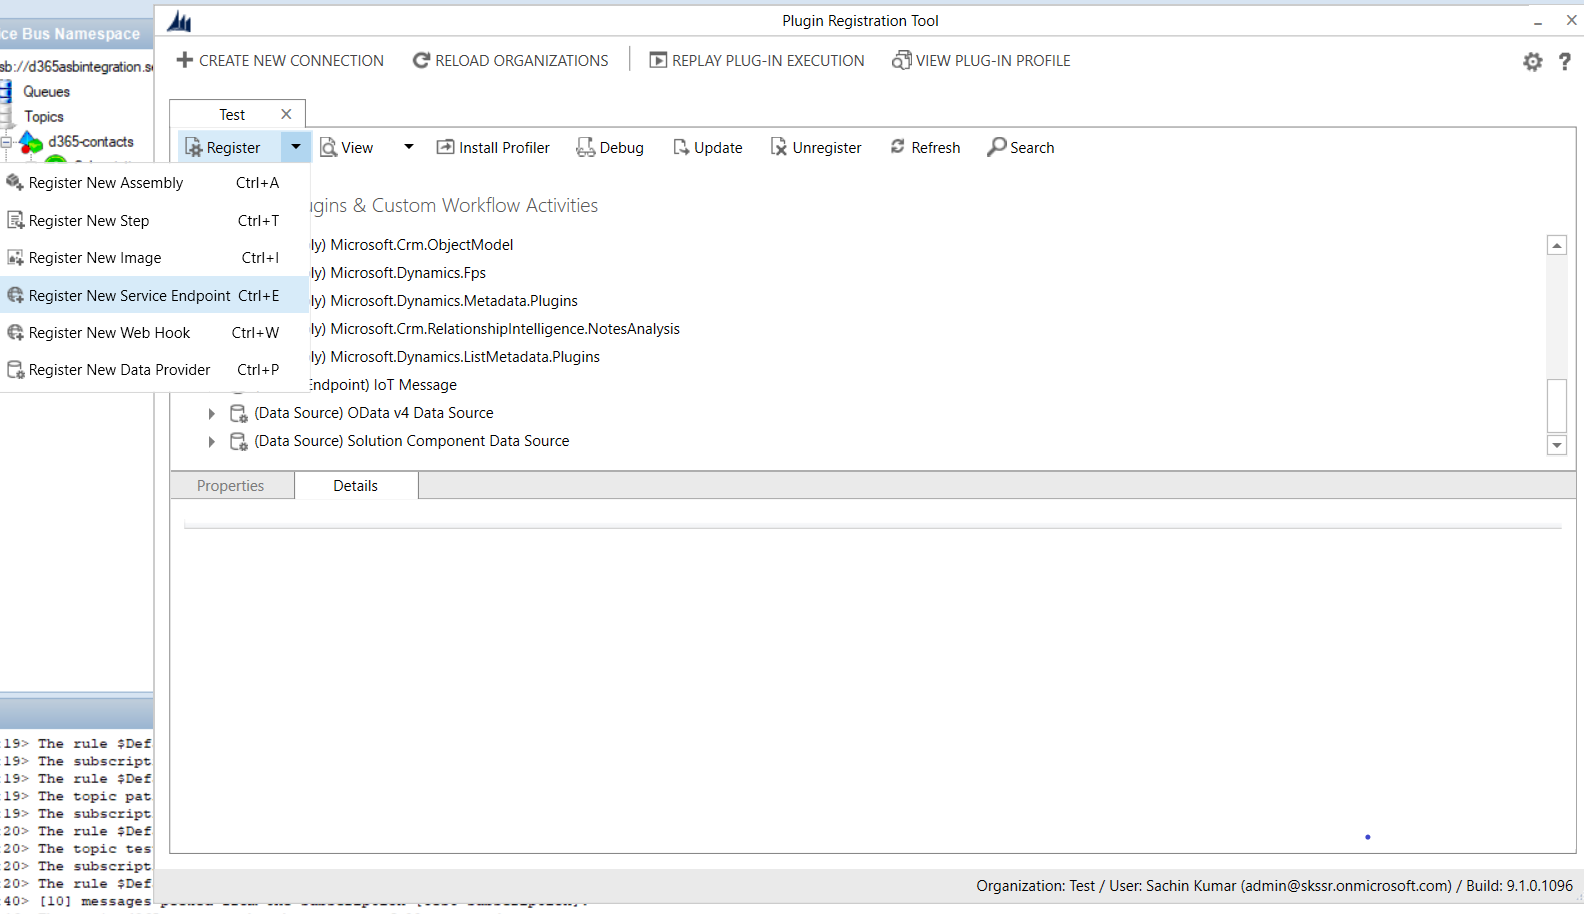 Plugin Registration Tool
ce Bus Namespace
CREATE NEW CONNECTION RELOAD ORGANIZATIONS REPLAY PLUG-IN EXECUTION VIEW PLUG-IN PROFILE
sb://d365asbintegration.se
Queues
Topics
d365-contacts
Test
Register View Install Profiler Debug Update Unregister Refresh Search
Register New Assembly Ctrl+A
Register New Step Ctrl+T
Register New Image Ctrl+I
Register New Service Endpoint Ctrl+E
Register New Web Hook Ctrl+W
Register New Data Provider Ctrl+P
ugins & Custom Workflow Activities
ly) Microsoft.Crm.ObjectModel
ly) Microsoft.Dynamics.Fps
ly) Microsoft.Dynamics.Metadata.Plugins
ly) Microsoft.Crm.RelationshipIntelligence.NotesAnalysis
ly) Microsoft.Dynamics.ListMetadata.Plugins
Endpoint) IoT Message
(Data Source) OData v4 Data Source
(Data Source) Solution Component Data Source
Properties Details
:19> The rule $Def
:19> The subscript
:19> The rule $Def
:19> The topic pat
:19> The subscript
:20> The rule $Def
:20> The topic tes
:20> The subscript
:20> The rule $Def
:40> [10] messages
Organization: Test / User: Sachin Kumar (admin@skssr.onmicrosoft.com) / Build: 9.1.0.1096